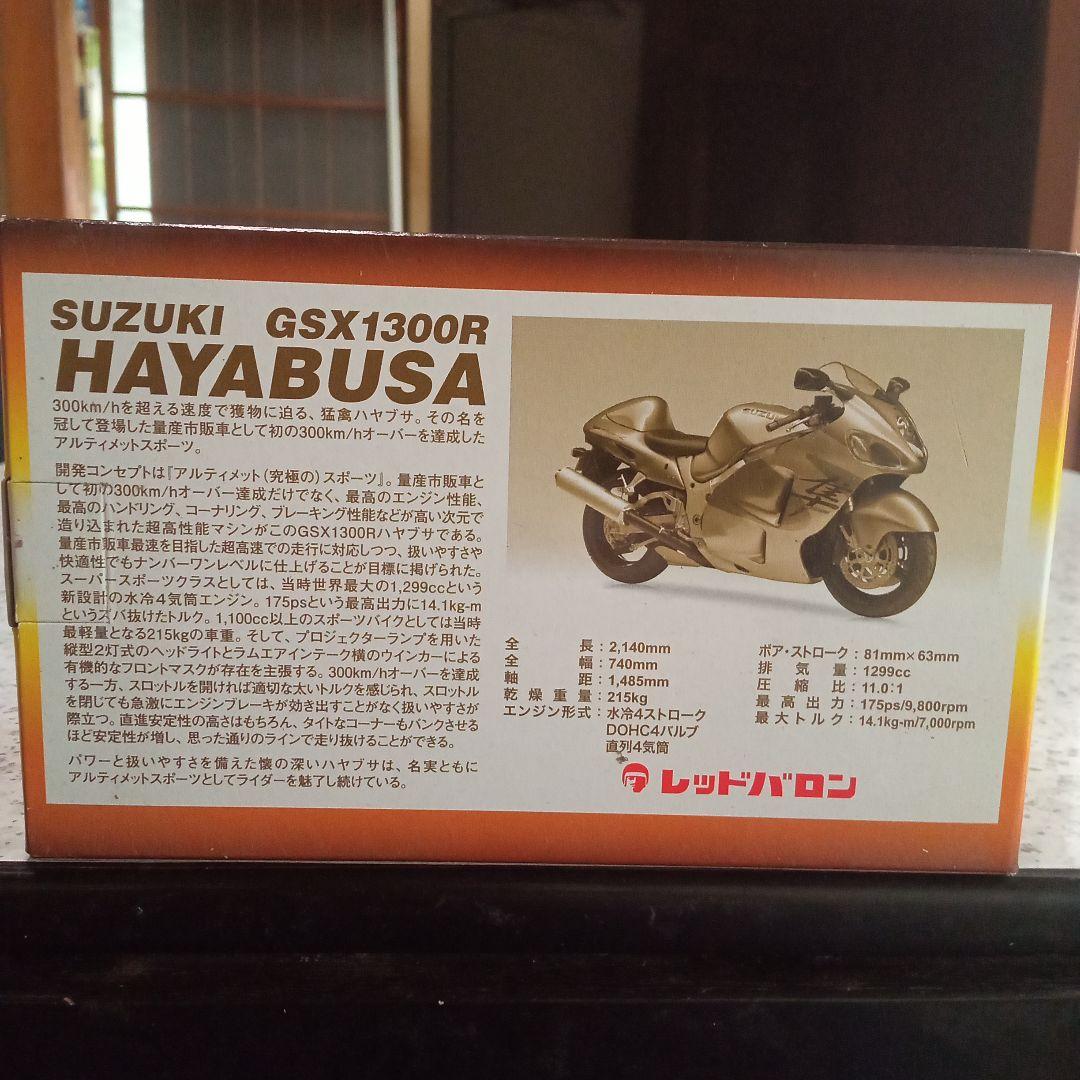 SUZUKI GSX1300R
HAYABUSA
300km/hを超える速度で獲物に迫る、猛禽ハヤブサ。その名を
冠して登場した量産市販車として初の300km/hオーバーを達成した
アルティメットスポーツ。
開発コンセプトは『アルティメット(究極の)スポーツ』。量産市販車と
して初の300km/hオーバー達成だけでなく、最高のエンジン性能、
最高のハンドリング、コーナリング、ブレーキング性能などが高い次元で
造り込まれた超高性能マシンがこのGSX1300Rハヤブサである。
量産市販車最速を目指した超高速での走行に対応しつつ、扱いやすさや
快適性でもナンバーワンレベルに仕上げることが目標に掲げられた。
スーパースポーツクラスとしては、当時世界最大の1,299ccという
新設計の水冷4気筒エンジン。175psという最高出力に14.1kg-m
というズバ抜けたトルク。1,100cc以上のスポーツバイクとしては当時
最軽量となる215kgの車重。そして、プロジェクターランプを用いた
縦型2灯式のヘッドライトとラムエアインテーク横のウインカーによる
有機的なフロントマスクが存在を主張する。300km/hオーバーを達成
する一方、スロットルを開ければ適切な太いトルクを感じられ、スロットル
を閉じても急激にエンジンブレーキが効き出すことがなく扱いやすさが
際立つ。直進安定性の高さはもちろん、タイトなコーナーもバンクさせる
ほど安定性が増し、思った通りのラインで走り抜けることができる。
パワーと扱いやすさを備えた懐の深いハヤブサは、名実ともに
アルティメットスポーツとしてライダーを魅了し続けている。
SUZUKI
隼
全長：2,140mm
全幅：740mm
軸距：1,485mm
乾燥重量：215kg
エンジン形式：水冷4ストローク
DOHC4バルブ
直列4気筒
ボア・ストローク：81mm×63mm
排気量：1299cc
圧縮比：11.0：1
最高出力：175ps/9,800rpm
最大トルク：14.1kg-m/7,000rpm
レッドバロン